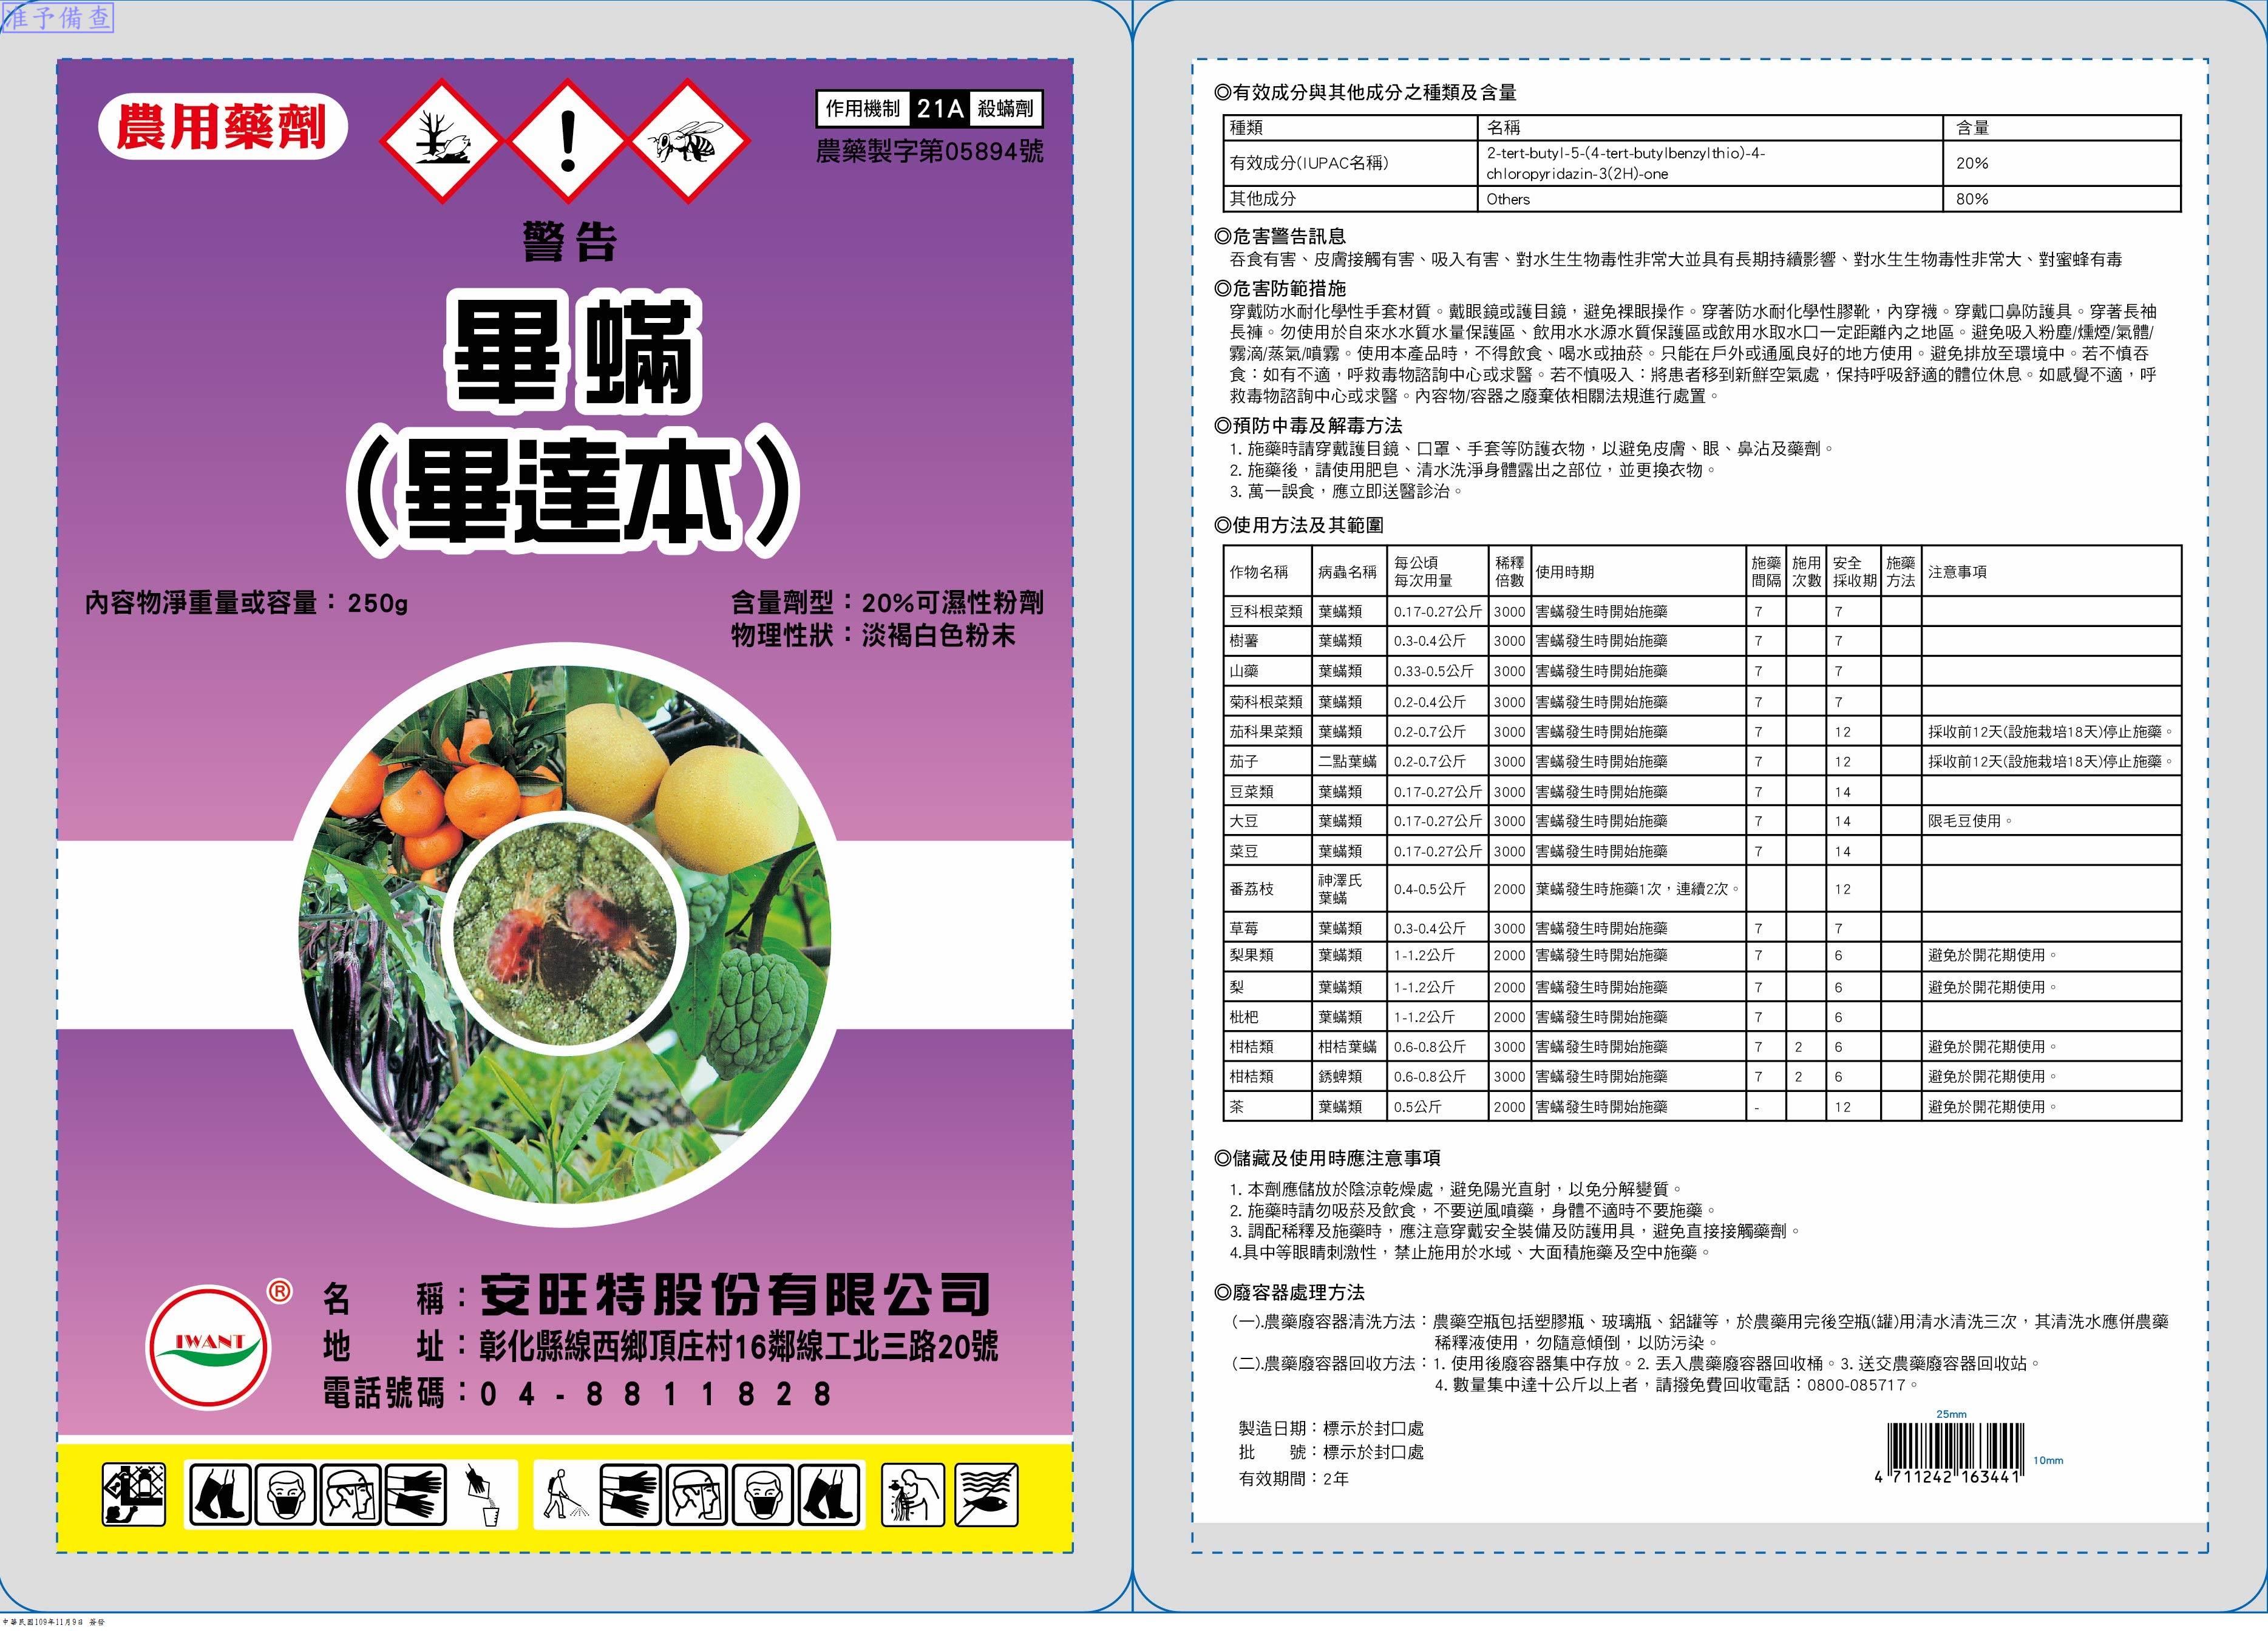 准予備查
農用藥劑
作用機制 21A 殺蟎劑
農藥製字第05894號
警告
畢蟎
(畢達本)
內容物淨重量或容量：250g
含量劑型：20%可濕性粉劑
物理性狀：淡褐白色粉末
IWANT ®
名　　稱：安旺特股份有限公司
地　　址：彰化縣線西鄉頂庄村16鄰線工北三路20號
電話號碼：04-8811828
中華民國109年11月9日 簽發
◎有效成分與其他成分之種類及含量
種類 名稱 含量
有效成分(IUPAC名稱) 2-tert-butyl-5-(4-tert-butylbenzylthio)-4-
chloropyridazin-3(2H)-one 20%
其他成分 Others 80%
◎危害警告訊息
吞食有害、皮膚接觸有害、吸入有害、對水生生物毒性非常大並具有長期持續影響、對水生生物毒性非常大、對蜜蜂有毒
◎危害防範措施
穿戴防水耐化學性手套材質。戴眼鏡或護目鏡，避免裸眼操作。穿著防水耐化學性膠靴，內穿襪。穿戴口鼻防護具。穿著長袖
長褲。勿使用於自來水水質水量保護區、飲用水水源水質保護區或飲用水取水口一定距離內之地區。避免吸入粉塵/燻煙/氣體/
霧滴/蒸氣/噴霧。使用本產品時，不得飲食、喝水或抽菸。只能在戶外或通風良好的地方使用。避免排放至環境中。若不慎吞
食：如有不適，呼救毒物諮詢中心或求醫。若不慎吸入：將患者移到新鮮空氣處，保持呼吸舒適的體位休息。如感覺不適，呼
救毒物諮詢中心或求醫。內容物/容器之廢棄依相關法規進行處置。
◎預防中毒及解毒方法
1. 施藥時請穿戴護目鏡、口罩、手套等防護衣物，以避免皮膚、眼、鼻沾及藥劑。
2. 施藥後，請使用肥皂、清水洗淨身體露出之部位，並更換衣物。
3. 萬一誤食，應立即送醫診治。
◎使用方法及其範圍
作物名稱 病蟲名稱 每公頃每次用量 稀釋倍數 使用時期 施藥間隔 施用次數 安全採收期 施藥方法 注意事項
豆科根菜類 葉蟎類 0.17-0.27公斤 3000 害蟎發生時開始施藥 7 7
樹薯 葉蟎類 0.3-0.4公斤 3000 害蟎發生時開始施藥 7 7
山藥 葉蟎類 0.33-0.5公斤 3000 害蟎發生時開始施藥 7 7
菊科根菜類 葉蟎類 0.2-0.4公斤 3000 害蟎發生時開始施藥 7 7
茄科果菜類 葉蟎類 0.2-0.7公斤 3000 害蟎發生時開始施藥 7 12 採收前12天(設施栽培18天)停止施藥。
茄子 二點葉蟎 0.2-0.7公斤 3000 害蟎發生時開始施藥 7 12 採收前12天(設施栽培18天)停止施藥。
豆菜類 葉蟎類 0.17-0.27公斤 3000 害蟎發生時開始施藥 7 14
大豆 葉蟎類 0.17-0.27公斤 3000 害蟎發生時開始施藥 7 14 限毛豆使用。
菜豆 葉蟎類 0.17-0.27公斤 3000 害蟎發生時開始施藥 7 14
番荔枝 神澤氏葉蟎 0.4-0.5公斤 2000 葉蟎發生時施藥1次，連續2次。 12
草莓 葉蟎類 0.3-0.4公斤 3000 害蟎發生時開始施藥 7 7
梨果類 葉蟎類 1-1.2公斤 2000 害蟎發生時開始施藥 7 6 避免於開花期使用。
梨 葉蟎類 1-1.2公斤 2000 害蟎發生時開始施藥 7 6 避免於開花期使用。
枇杷 葉蟎類 1-1.2公斤 2000 害蟎發生時開始施藥 7 6
柑桔類 柑桔葉蟎 0.6-0.8公斤 3000 害蟎發生時開始施藥 7 2 6 避免於開花期使用。
柑桔類 銹蜱類 0.6-0.8公斤 3000 害蟎發生時開始施藥 7 2 6 避免於開花期使用。
茶 葉蟎類 0.5公斤 2000 害蟎發生時開始施藥 - 12 避免於開花期使用。
◎儲藏及使用時應注意事項
1. 本劑應儲放於陰涼乾燥處，避免陽光直射，以免分解變質。
2. 施藥時請勿吸菸及飲食，不要逆風噴藥，身體不適時不要施藥。
3. 調配稀釋及施藥時，應注意穿戴安全裝備及防護用具，避免直接接觸藥劑。
4.具中等眼睛刺激性，禁止施用於水域、大面積施藥及空中施藥。
◎廢容器處理方法
(一).農藥廢容器清洗方法：農藥空瓶包括塑膠瓶、玻璃瓶、鋁罐等，於農藥用完後空瓶(罐)用清水清洗三次，其清洗水應併農藥
稀釋液使用，勿隨意傾倒，以防污染。
(二).農藥廢容器回收方法：1. 使用後廢容器集中存放。2. 丟入農藥廢容器回收桶。3. 送交農藥廢容器回收站。
4. 數量集中達十公斤以上者，請撥免費回收電話：0800-085717。
製造日期：標示於封口處
批　　號：標示於封口處
有效期間：2年
25mm
10mm
4 711242 163441